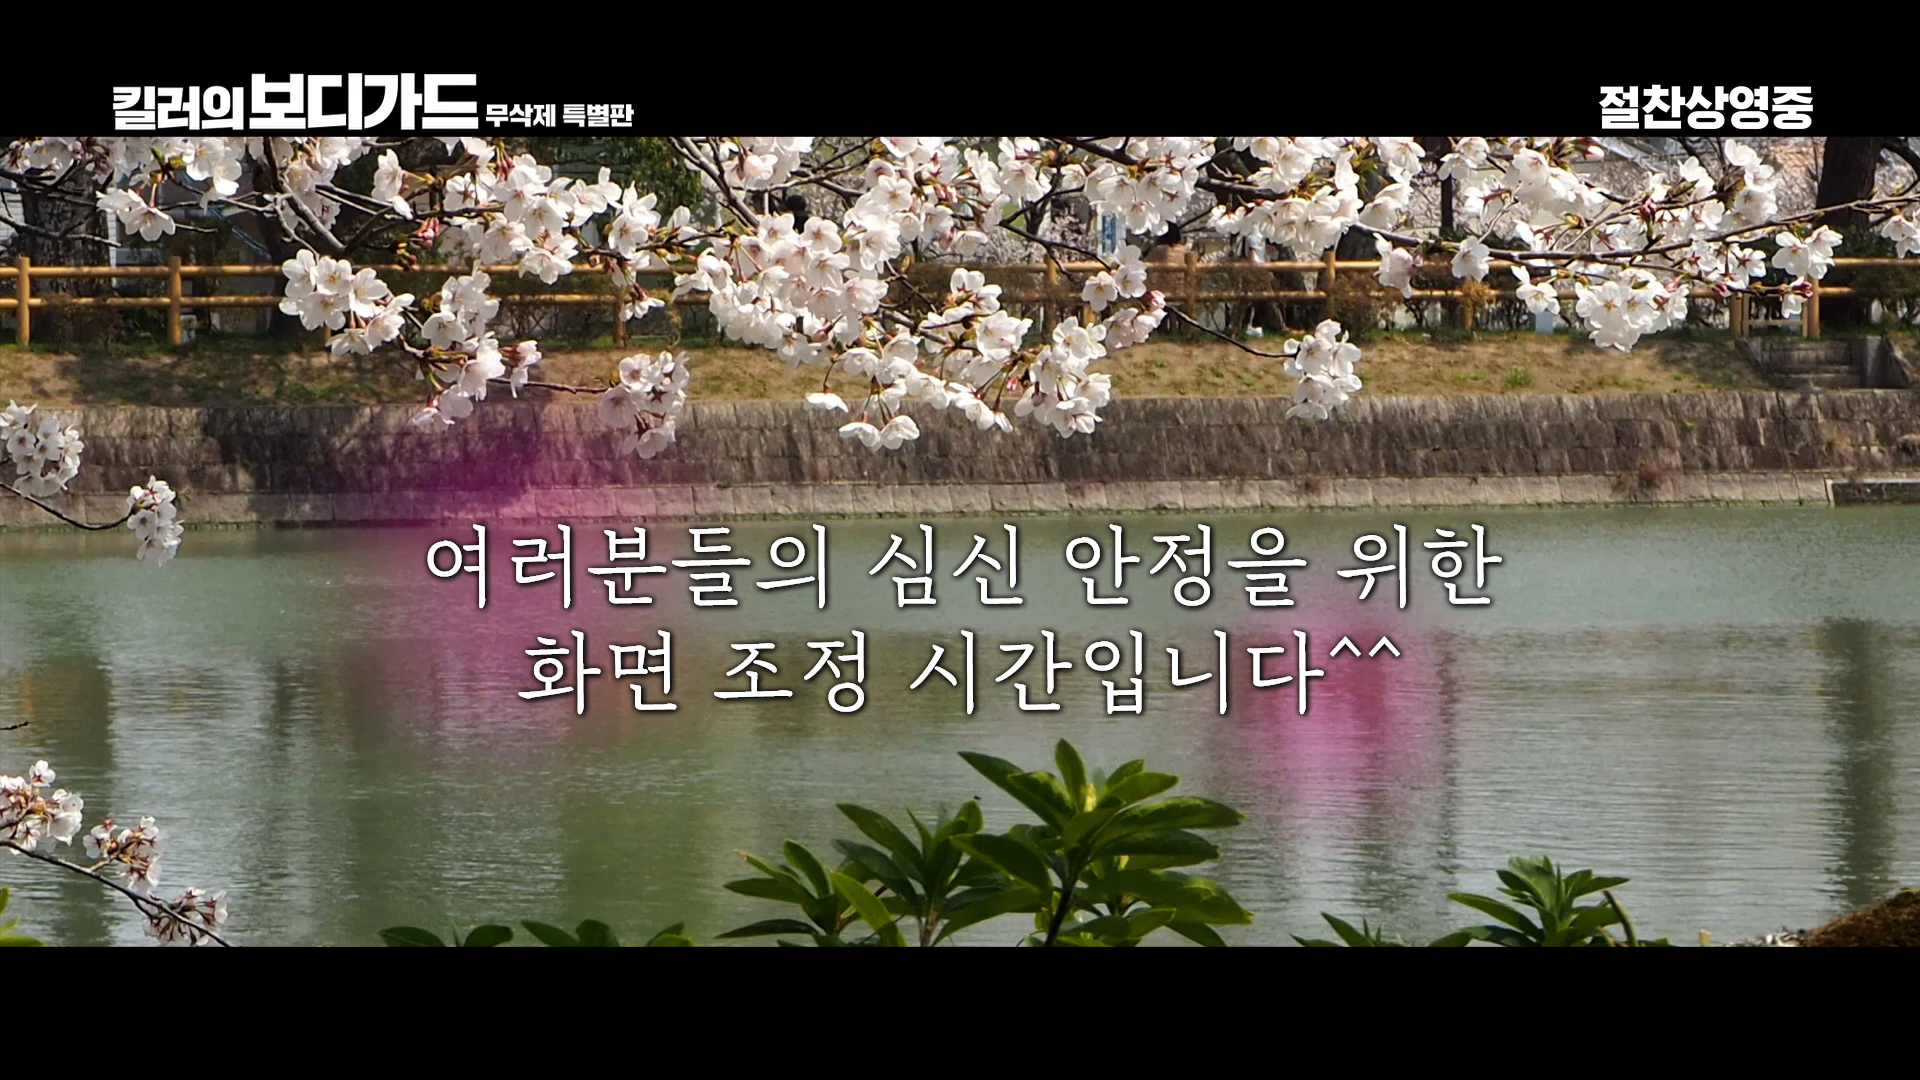 킬러의 보디가드 무삭제 특별판
절찬상영중
여러분들의 심신 안정을 위한
화면 조정 시간입니다^^